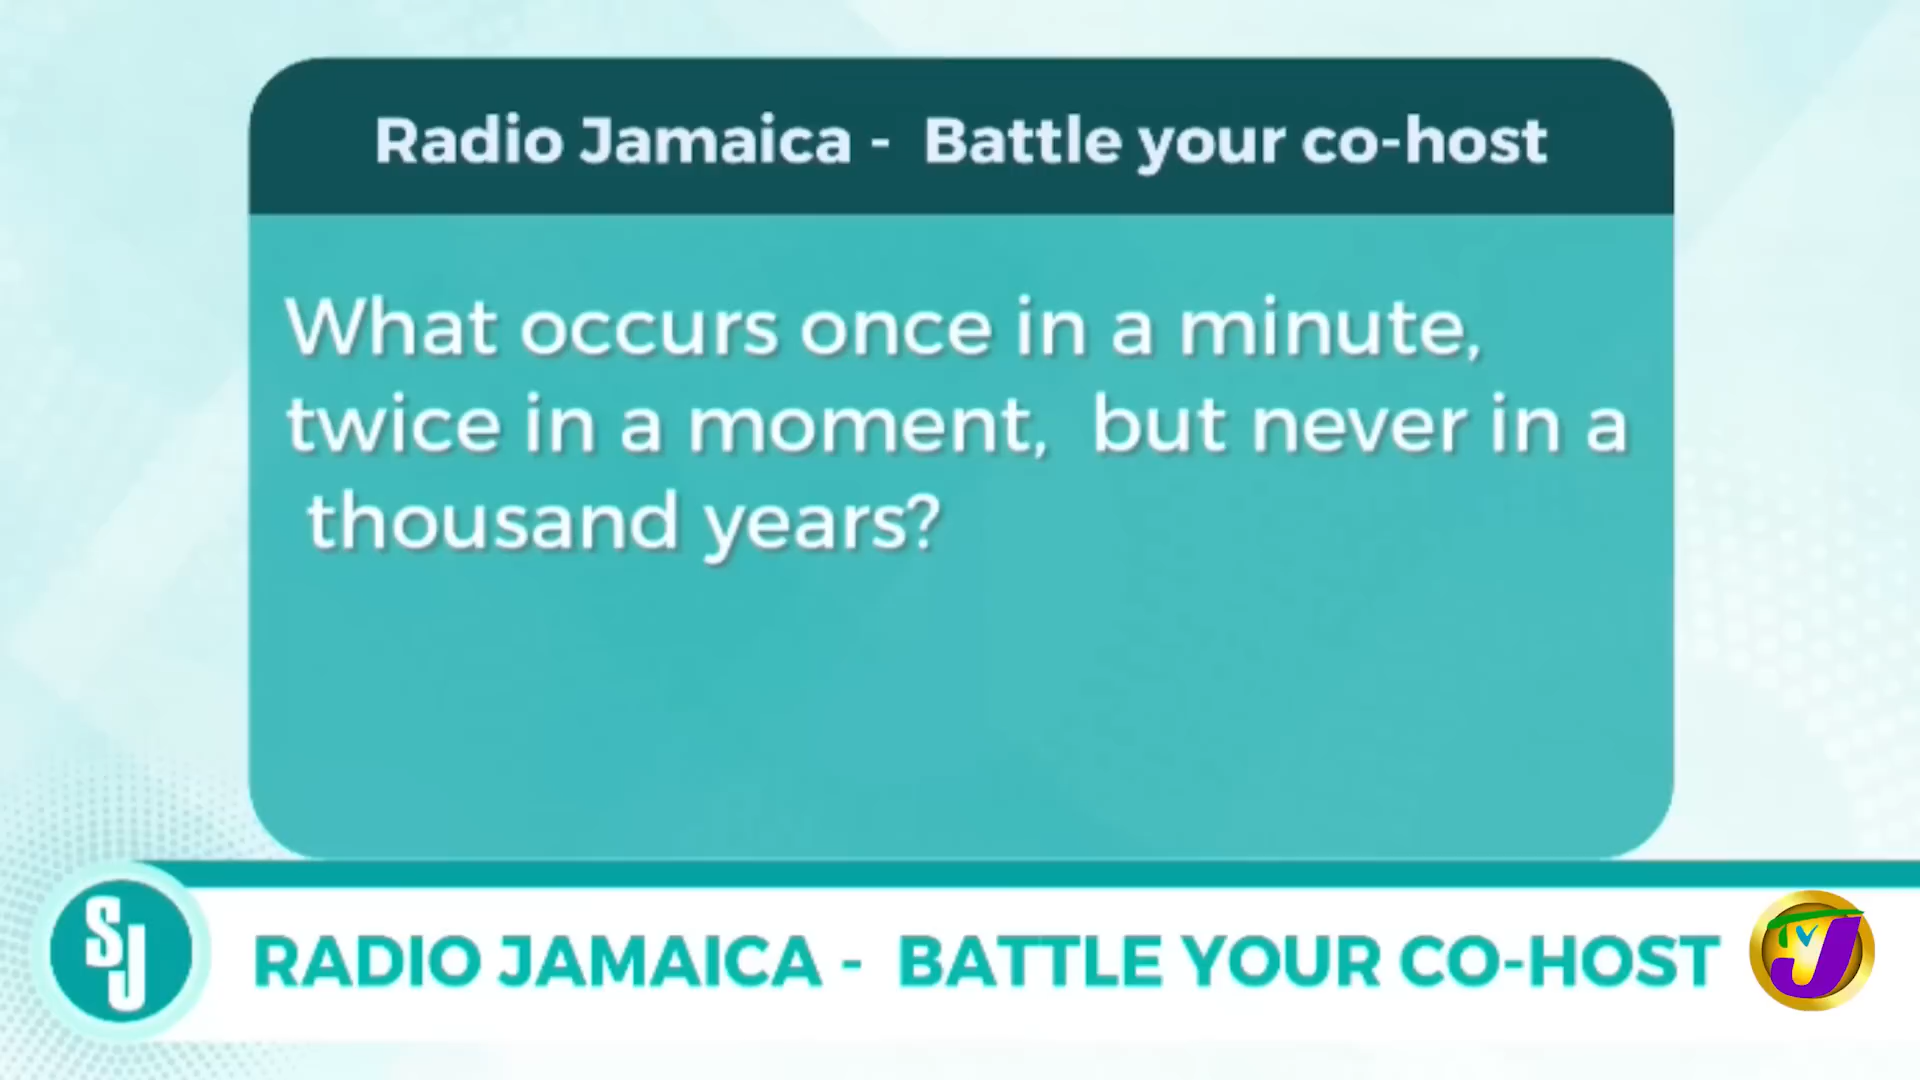 Radio Jamaica - Battle your co-host
What occurs once in a minute,
twice in a moment, but never in a
thousand years?
SJ
RADIO JAMAICA - BATTLE YOUR CO-HOST
TVJ